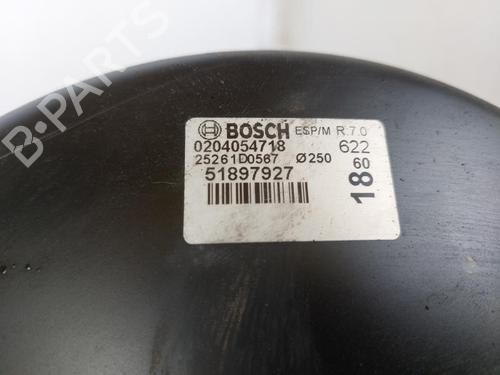 B-PARTS
BOSCH ESP/M R.7.0
0204054718 622
25261D0567 Ø250 60
51897927
18